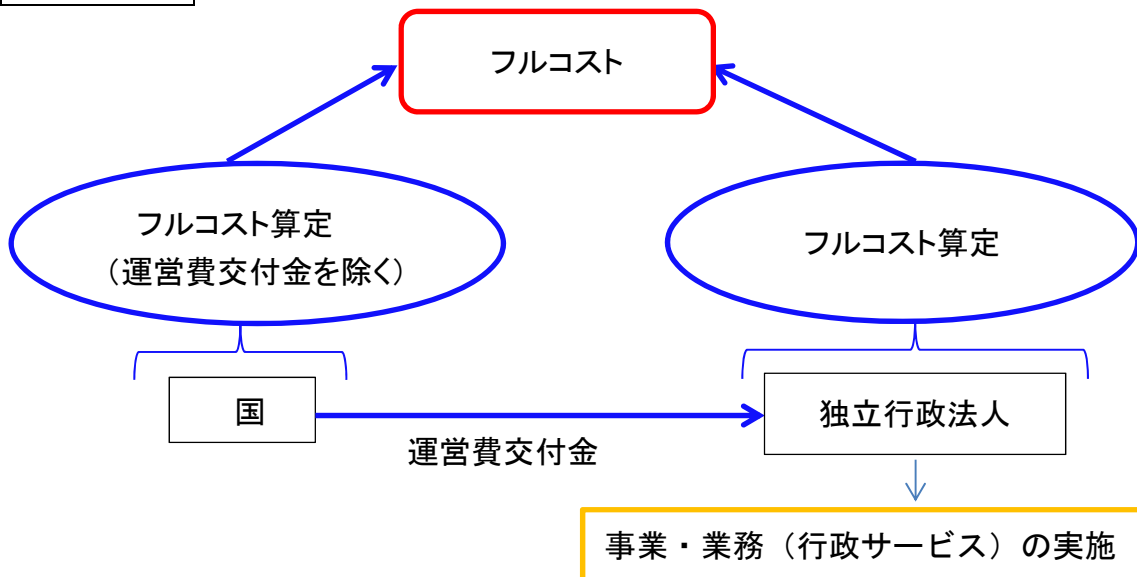 フルコスト
フルコスト算定
（運営費交付金を除く）
フルコスト算定
国
独立行政法人
運営費交付金
事業・業務（行政サービス）の実施